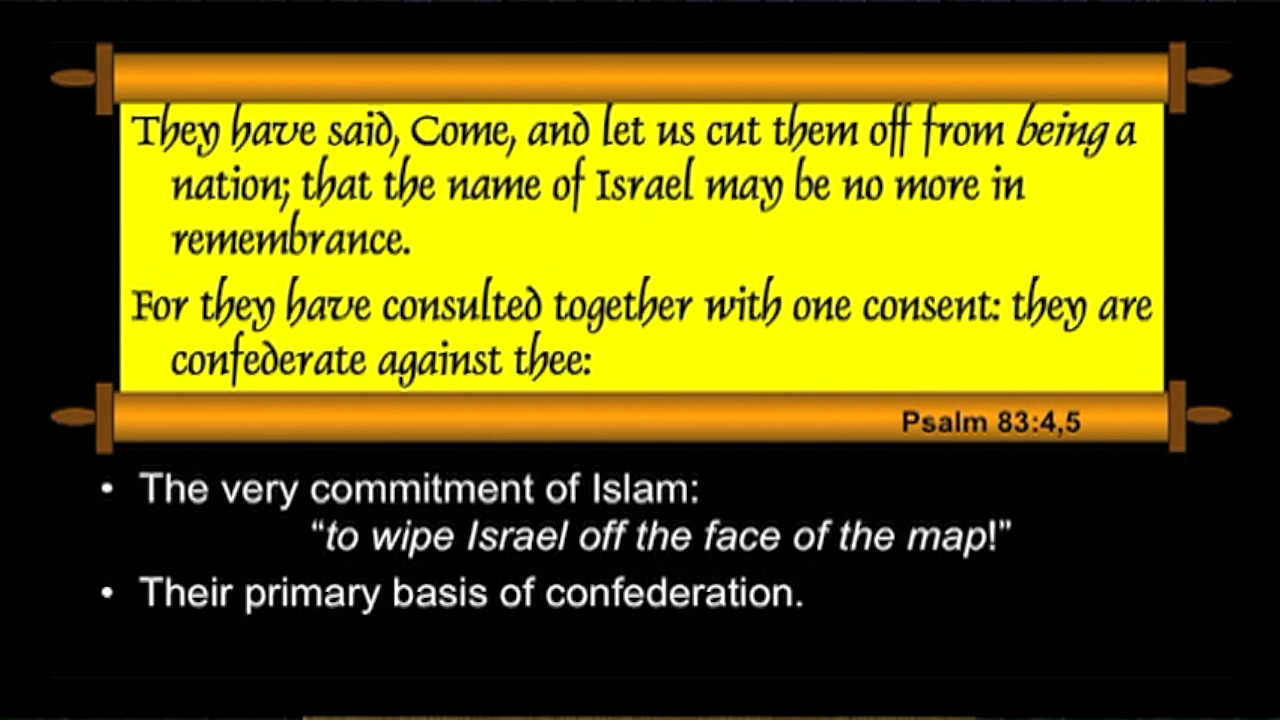 They have said, Come, and let us cut them off from being a
nation; that the name of Israel may be no more in
remembrance.
For they have consulted together with one consent: they are
confederate against thee:
Psalm 83:4,5
• The very commitment of Islam:
“to wipe Israel off the face of the map!”
• Their primary basis of confederation.